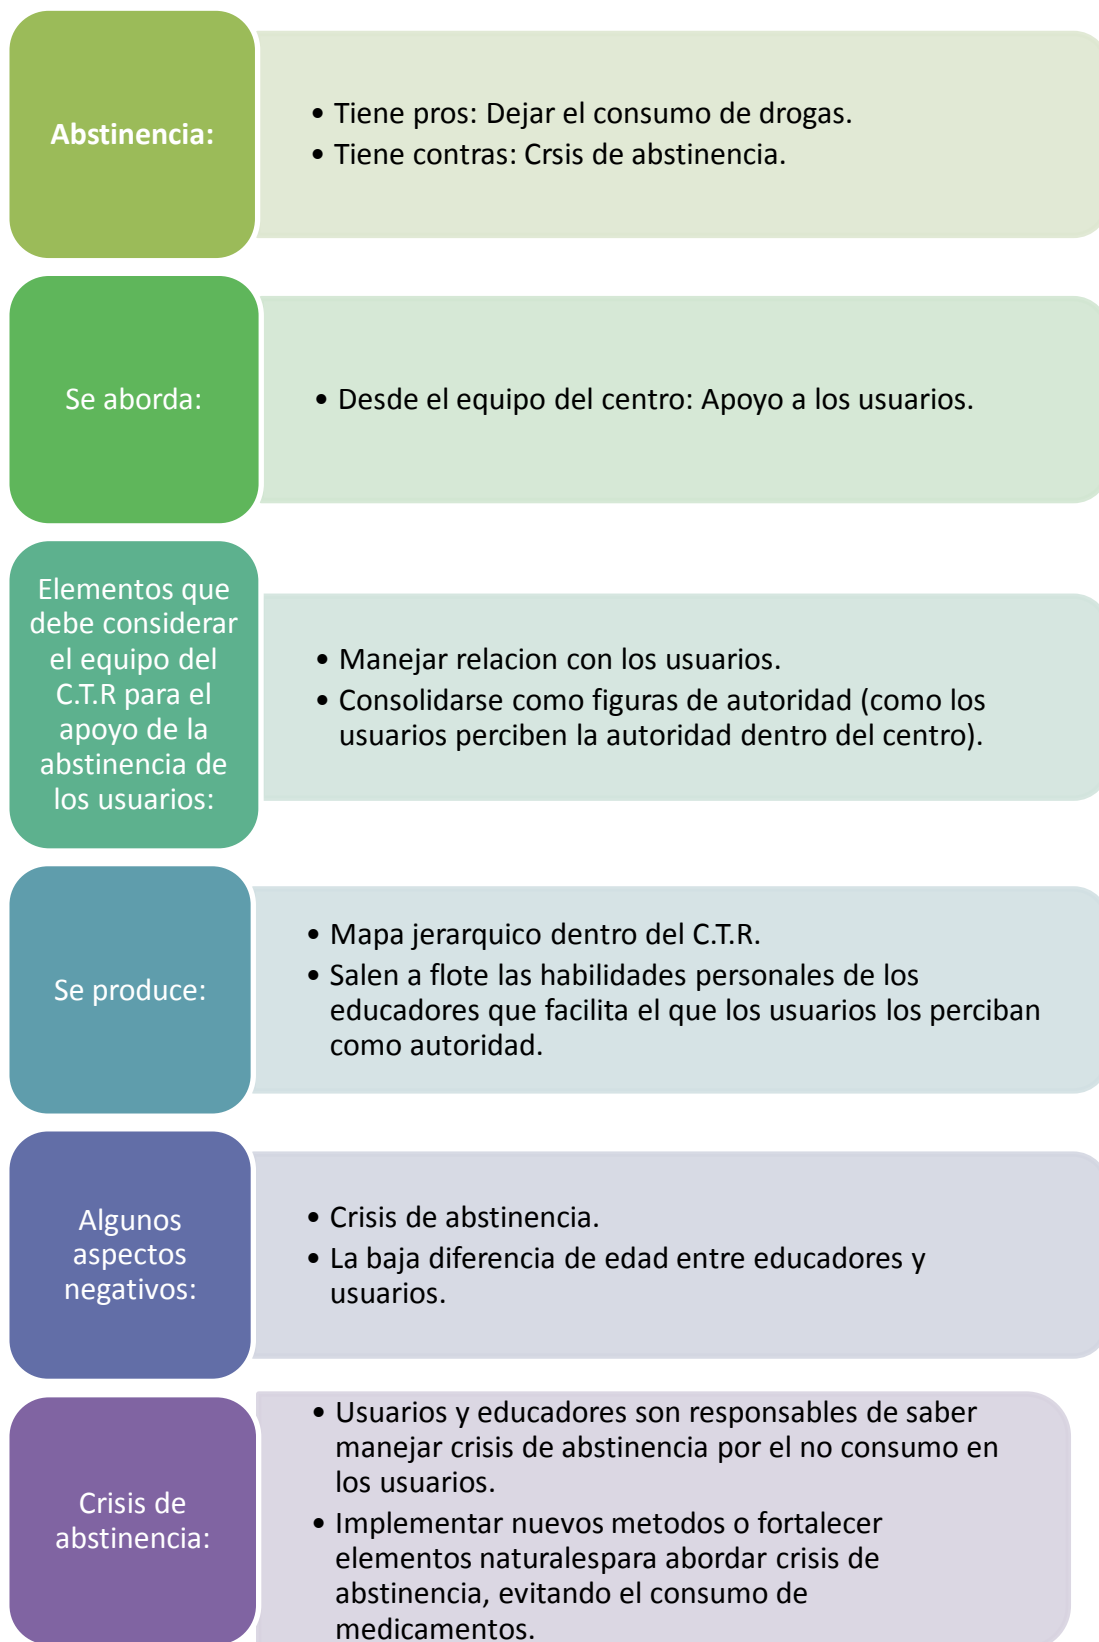 Abstinencia:
• Tiene pros: Dejar el consumo de drogas.
• Tiene contras: Crsis de abstinencia.
Se aborda:
• Desde el equipo del centro: Apoyo a los usuarios.
Elementos que
debe considerar
el equipo del
C.T.R para el
apoyo de la
abstinencia de
los usuarios:
• Manejar relacion con los usuarios.
• Consolidarse como figuras de autoridad (como los
usuarios perciben la autoridad dentro del centro).
Se produce:
• Mapa jerarquico dentro del C.T.R.
• Salen a flote las habilidades personales de los
educadores que facilita el que los usuarios los perciban
como autoridad.
Algunos
aspectos
negativos:
• Crisis de abstinencia.
• La baja diferencia de edad entre educadores y
usuarios.
Crisis de
abstinencia:
• Usuarios y educadores son responsables de saber
manejar crisis de abstinencia por el no consumo en
los usuarios.
• Implementar nuevos metodos o fortalecer
elementos naturalespara abordar crisis de
abstinencia, evitando el consumo de
medicamentos.